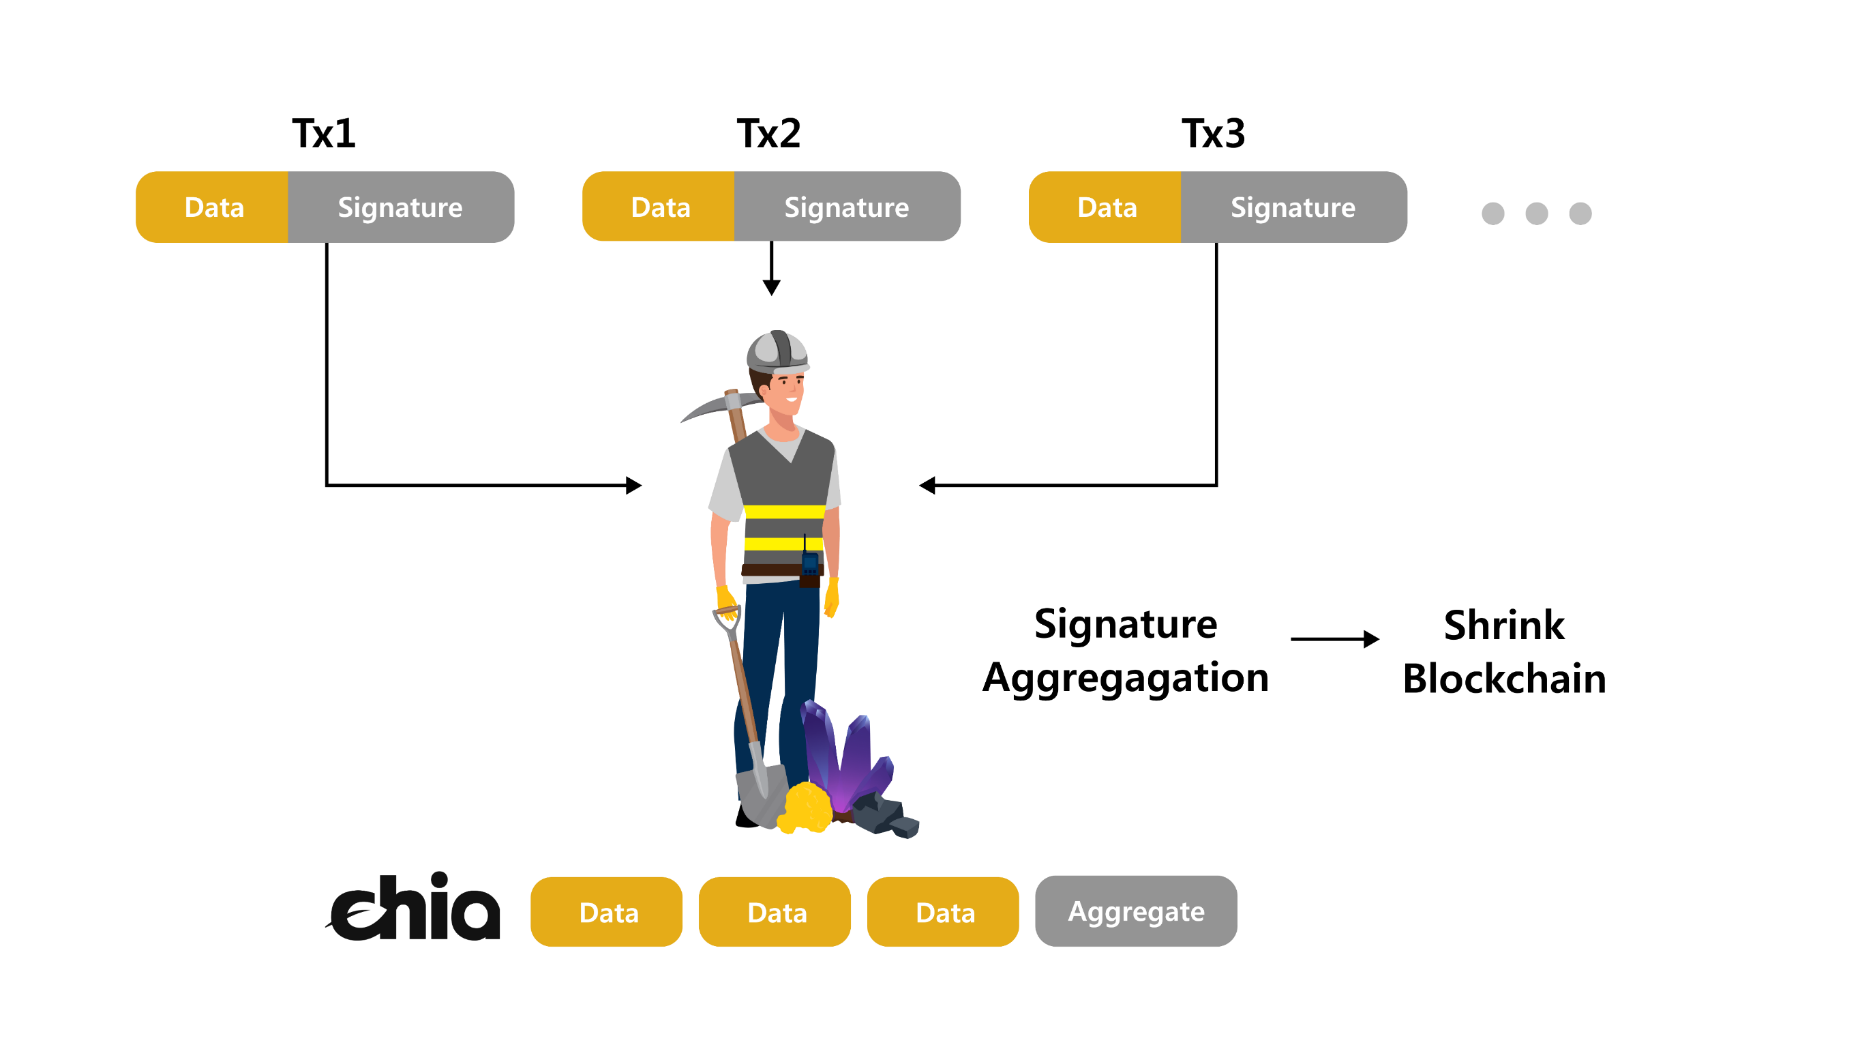 Tx1
Tx2
Tx3
Data
Signature
Data
Signature
Data
Signature
Signature
Aggregagation
Shrink
Blockchain
chia
Data
Data
Data
Aggregate